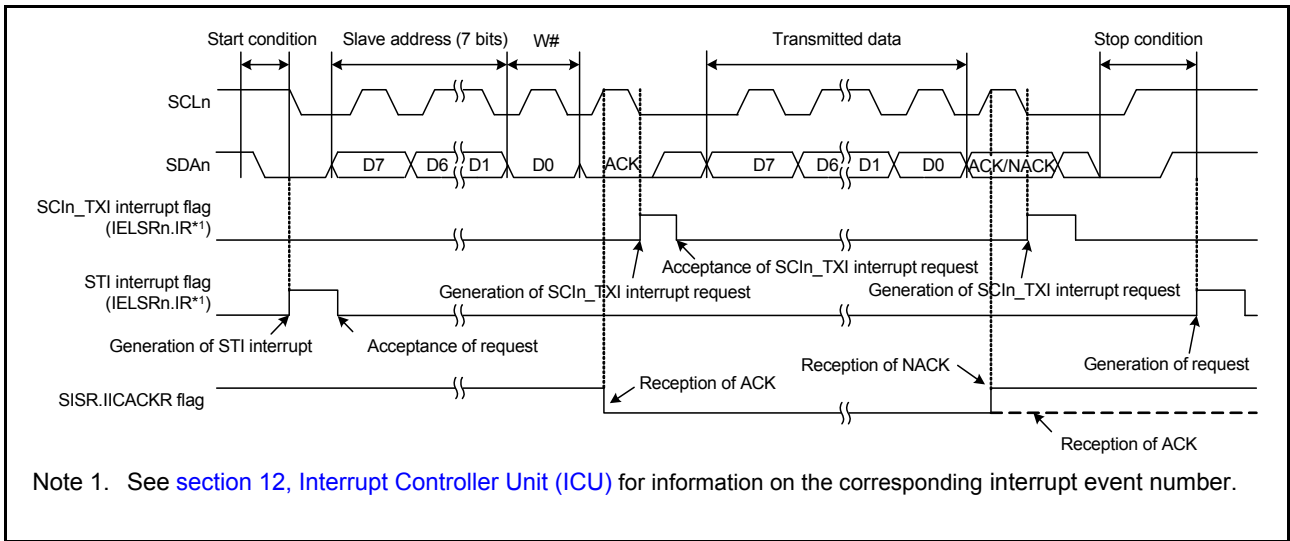 Start condition
Slave address (7 bits)
W#
Transmitted data
Stop condition
SCLn
SDAn
D7
D6
D1
D0
ACK
D7
D6
D1
D0
ACK/NACK
SCIn_TXI interrupt flag
(IELSRn.IR*1)
Acceptance of SCIn_TXI interrupt request
Generation of SCIn_TXI interrupt request
Generation of SCIn_TXI interrupt request
STI interrupt flag
(IELSRn.IR*1)
Generation of STI interrupt
Acceptance of request
Generation of request
Reception of NACK
Reception of ACK
SISR.IICACKR flag
Reception of ACK
Note 1. See section 12, Interrupt Controller Unit (ICU) for information on the corresponding interrupt event number.